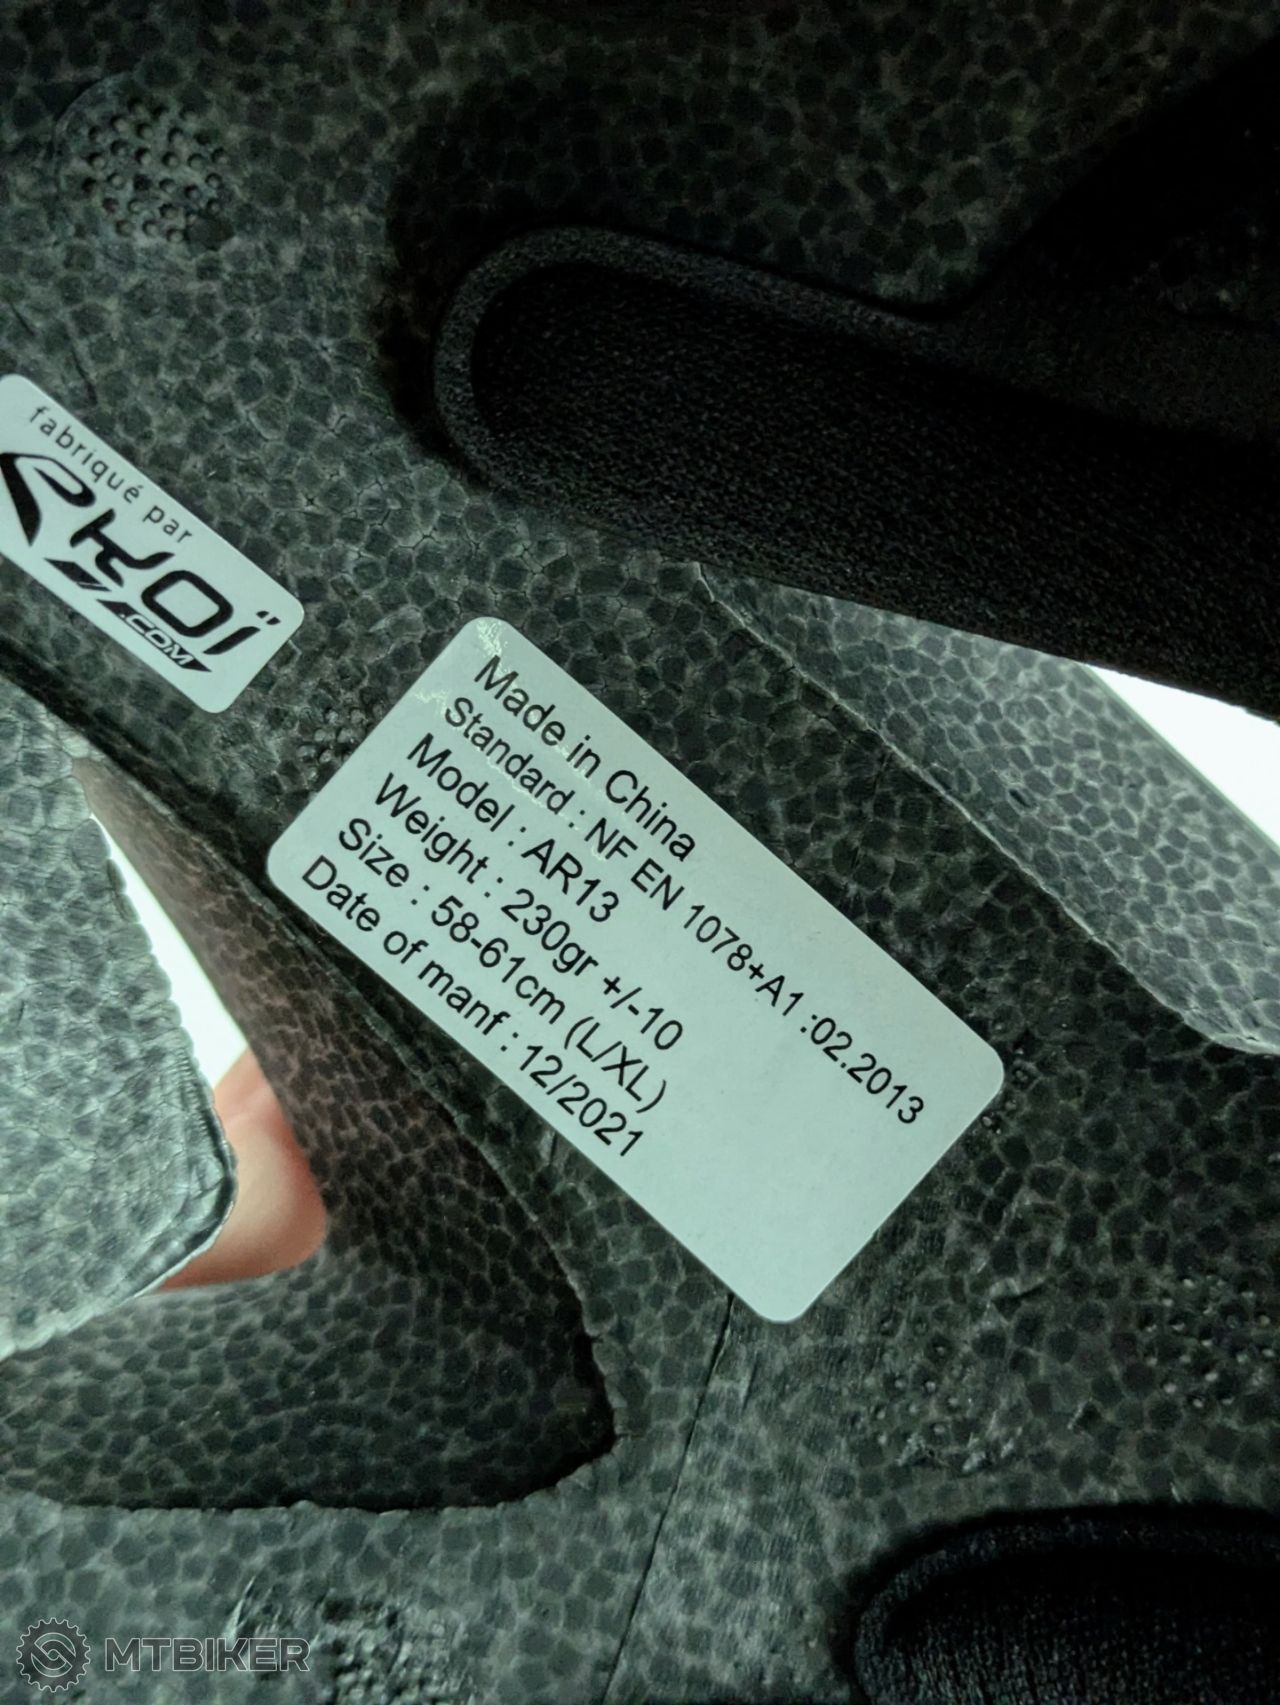 fabriqué par
EKOÏ
.COM
Made in China
Standard : NF EN 1078+A1 :02.2013
Model : AR13
Weight : 230gr +/-10
Size : 58-61cm (L/XL)
Date of manf : 12/2021
MTBIKER